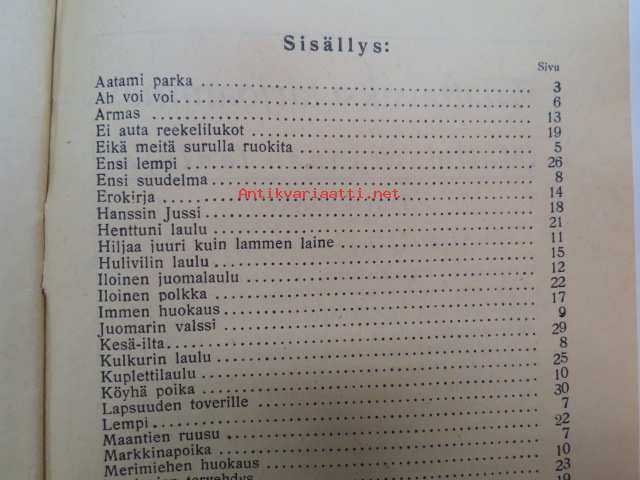 Sisällys:
Sivu
Aatami parka 3
Ah voi voi 6
Armas 13
Ei auta reekelilukot 19
Eikä meitä surulla ruokita 5
Ensi lempi 26
Ensi suudelma 8
Antikvariaatti.net
Erokirja 14
Hanssin Jussi 18
Henttuni laulu 21
Hiljaa juuri kuin lammen laine 11
Hulivilin laulu 15
Iloinen juomalaulu 12
Iloinen polkka 22
Immen huokaus 17
Juomarin valssi 9
Kesä-ilta 29
Kulkurin laulu 8
Kuplettilaulu 25
Köyhä poika 10
Lapsuuden toverille 30
Lempi 7
Maantien ruusu 22
Markkinapoika 7
Merimiehen huokaus 10
23